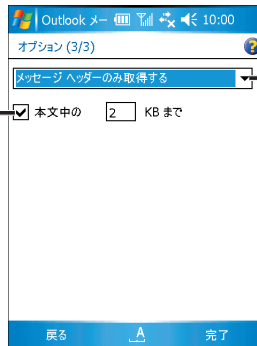 Outlook メー 10:00
オプション (3/3)
メッセージ ヘッダーのみ取得する
本文中の 2 KB まで
戻る A 完了